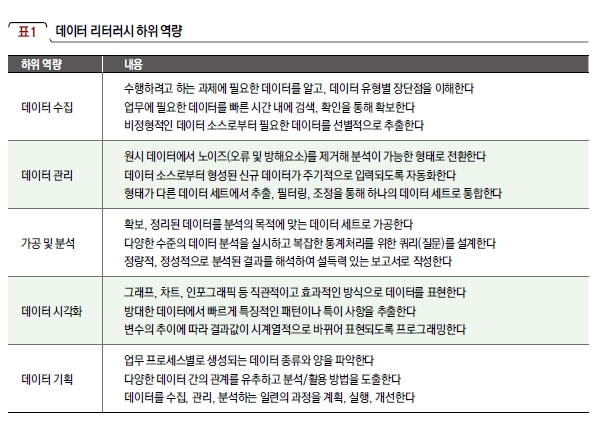 표1 데이터 리터러시 하위 역량
하위 역량 내용
데이터 수집
수행하려고 하는 과제에 필요한 데이터를 알고, 데이터 유형별 장단점을 이해한다
업무에 필요한 데이터를 빠른 시간 내에 검색, 확인을 통해 확보한다
비정형적인 데이터 소스로부터 필요한 데이터를 선별적으로 추출한다
데이터 관리
원시 데이터에서 노이즈(오류 및 방해요소)를 제거해 분석이 가능한 형태로 전환한다
데이터 소스로부터 형성된 신규 데이터가 주기적으로 입력되도록 자동화한다
형태가 다른 데이터 세트에서 추출, 필터링, 조정을 통해 하나의 데이터 세트로 통합한다
가공 및 분석
확보, 정리된 데이터를 분석의 목적에 맞는 데이터 세트로 가공한다
다양한 수준의 데이터 분석을 실시하고 복잡한 통계처리를 위한 쿼리(질문)를 설계한다
정량적, 정성적으로 분석된 결과를 해석하여 설득력 있는 보고서로 작성한다
데이터 시각화
그래프, 차트, 인포그래픽 등 직관적이고 효과적인 방식으로 데이터를 표현한다
방대한 데이터에서 빠르게 특징적인 패턴이나 특이 사항을 추출한다
변수의 추이에 따라 결과값이 시계열적으로 바뀌어 표현되도록 프로그래밍한다
데이터 기획
업무 프로세스별로 생성되는 데이터 종류와 양을 파악한다
다양한 데이터 간의 관계를 유추하고 분석/활용 방법을 도출한다
데이터를 수집, 관리, 분석하는 일련의 과정을 계획, 실행, 개선한다